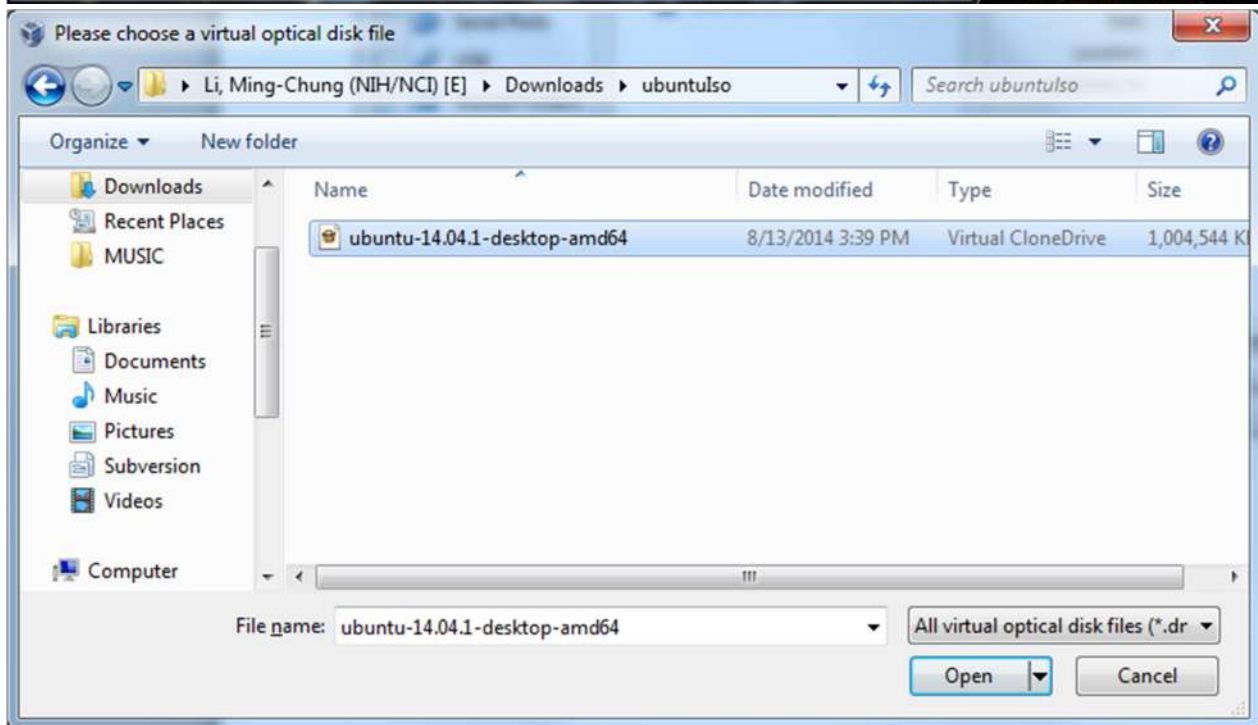 Please choose a virtual optical disk file
Li, Ming-Chung (NIH/NCI) [E] Downloads ubuntuIso Search ubuntuIso
Organize New folder
Downloads Name Date modified Type Size
Recent Places
ubuntu-14.04.1-desktop-amd64 8/13/2014 3:39 PM Virtual CloneDrive 1,004,544 K
MUSIC
Libraries
Documents
Music
Pictures
Subversion
Videos
Computer
File name: ubuntu-14.04.1-desktop-amd64 All virtual optical disk files (*.dr
Open Cancel